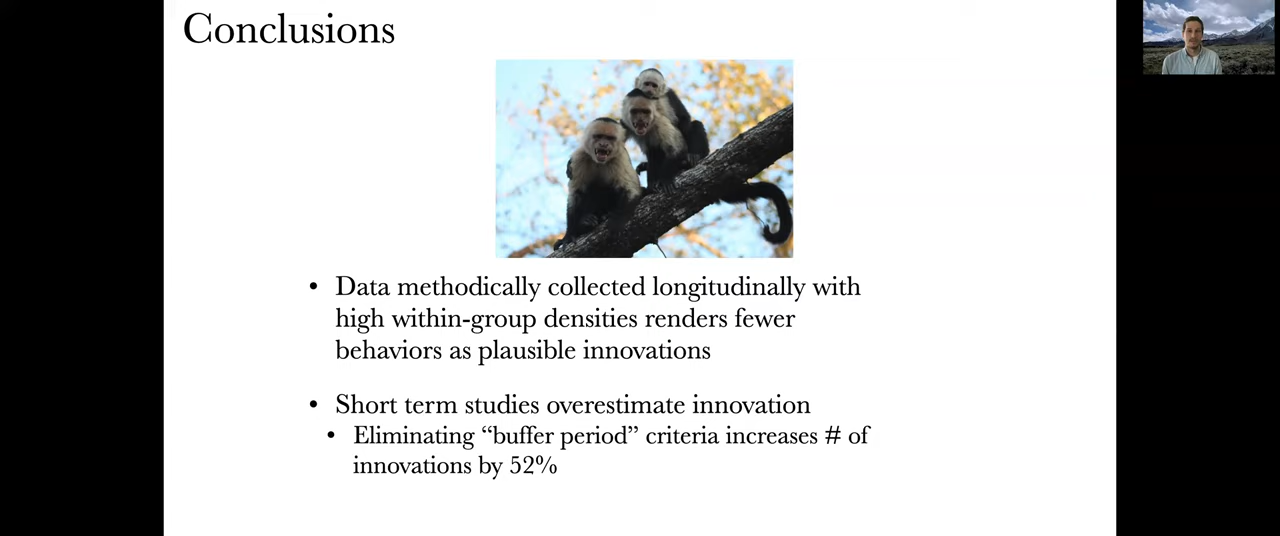 Conclusions
• Data methodically collected longitudinally with
high within-group densities renders fewer
behaviors as plausible innovations
• Short term studies overestimate innovation
• Eliminating “buffer period” criteria increases # of
innovations by 52%